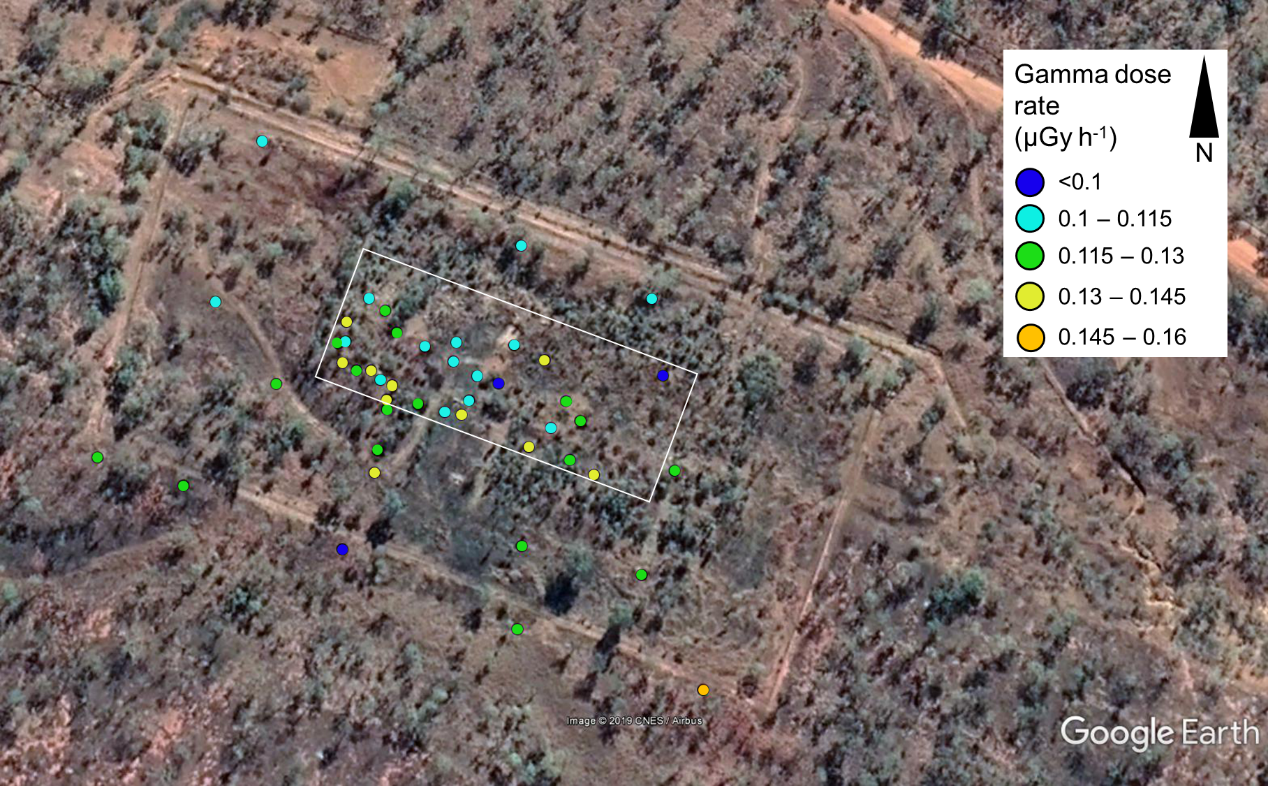 Gamma dose
rate
(µGy h-1)
N
<0.1
0.1 – 0.115
0.115 – 0.13
0.13 – 0.145
0.145 – 0.16
Image © 2019 CNES / Airbus
Google Earth